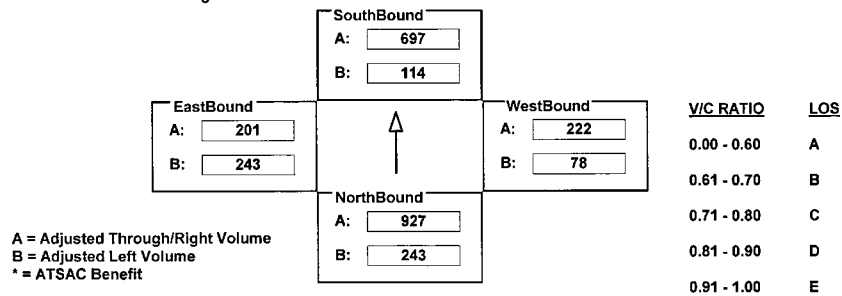 SouthBound
A: 697
B: 114
EastBound
A: 201
B: 243
WestBound
A: 222
B: 78
NorthBound
A: 927
B: 243
V/C RATIO LOS
0.00 - 0.60 A
0.61 - 0.70 B
0.71 - 0.80 C
0.81 - 0.90 D
0.91 - 1.00 E
A = Adjusted Through/Right Volume
B = Adjusted Left Volume
* = ATSAC Benefit